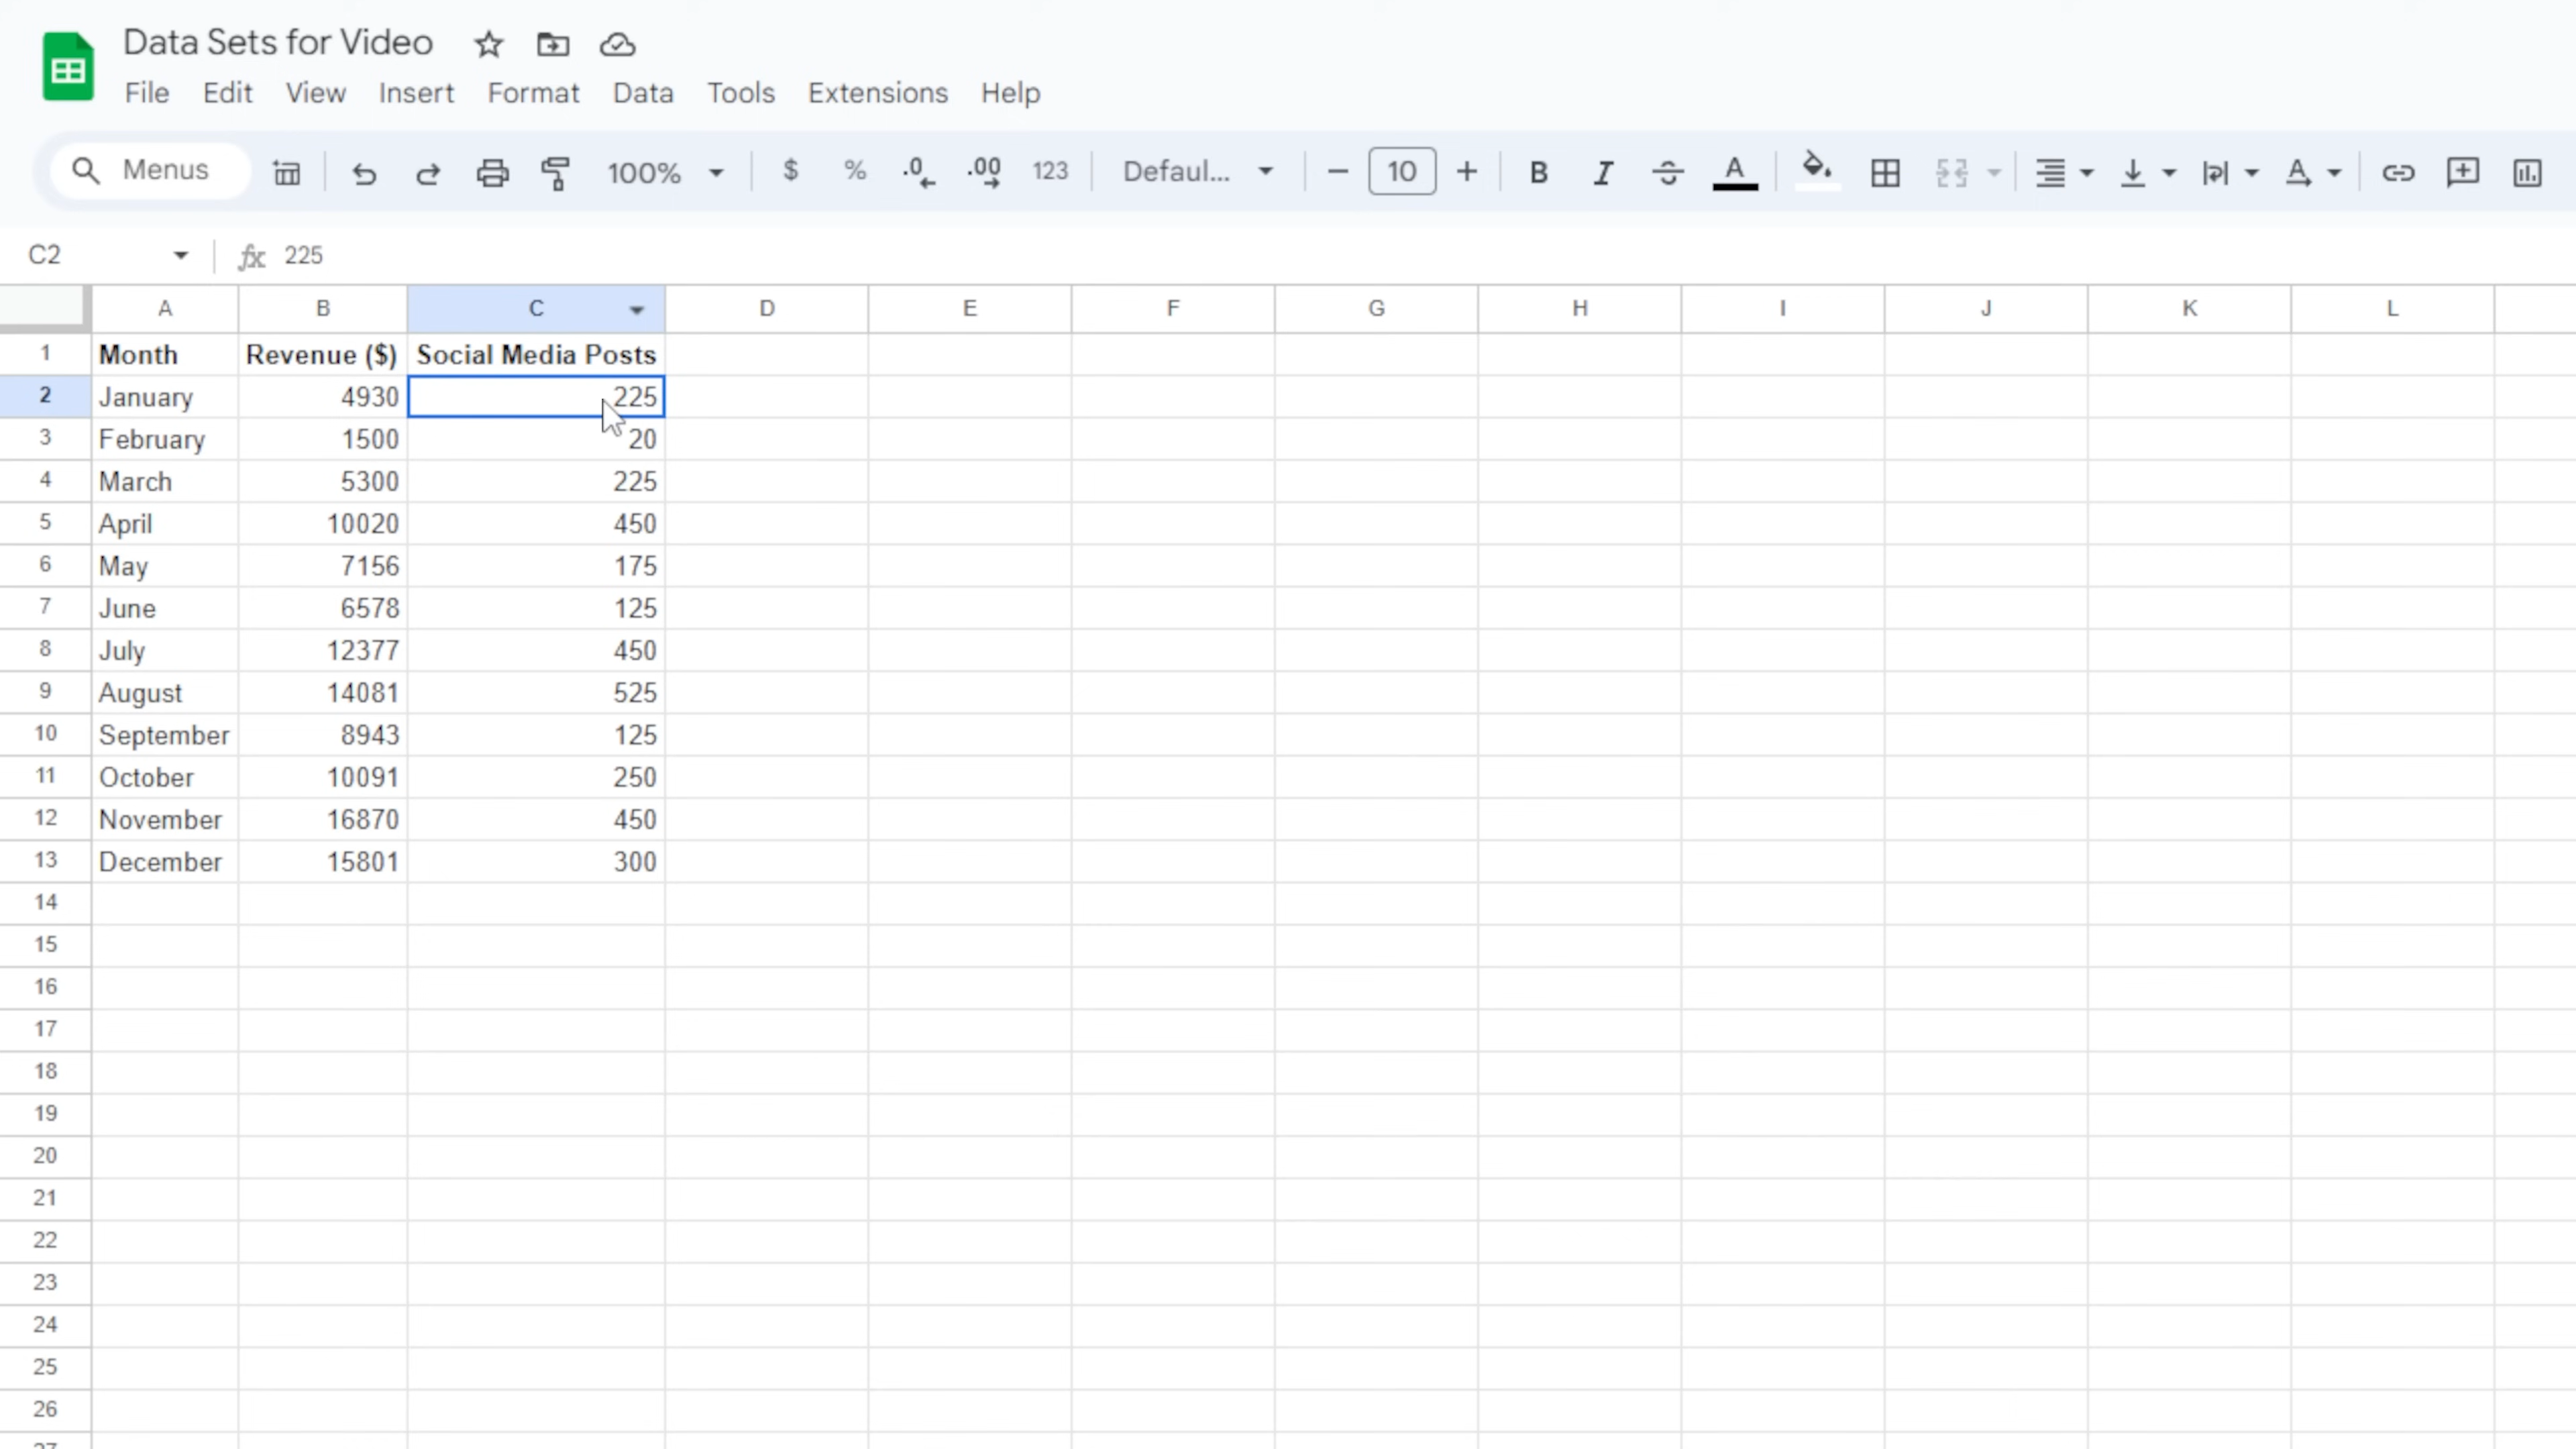 Data Sets for Video
File Edit View Insert Format Data Tools Extensions Help
Menus 100% $ % .0 .00 123 Defaul... 10 B I A A
C2 fx 225
A B C D E F G H I J K L
1 Month Revenue ($) Social Media Posts
2 January 4930 225
3 February 1500 20
4 March 5300 225
5 April 10020 450
6 May 7156 175
7 June 6578 125
8 July 12377 450
9 August 14081 525
10 September 8943 125
11 October 10091 250
12 November 16870 450
13 December 15801 300
14
15
16
17
18
19
20
21
22
23
24
25
26
27